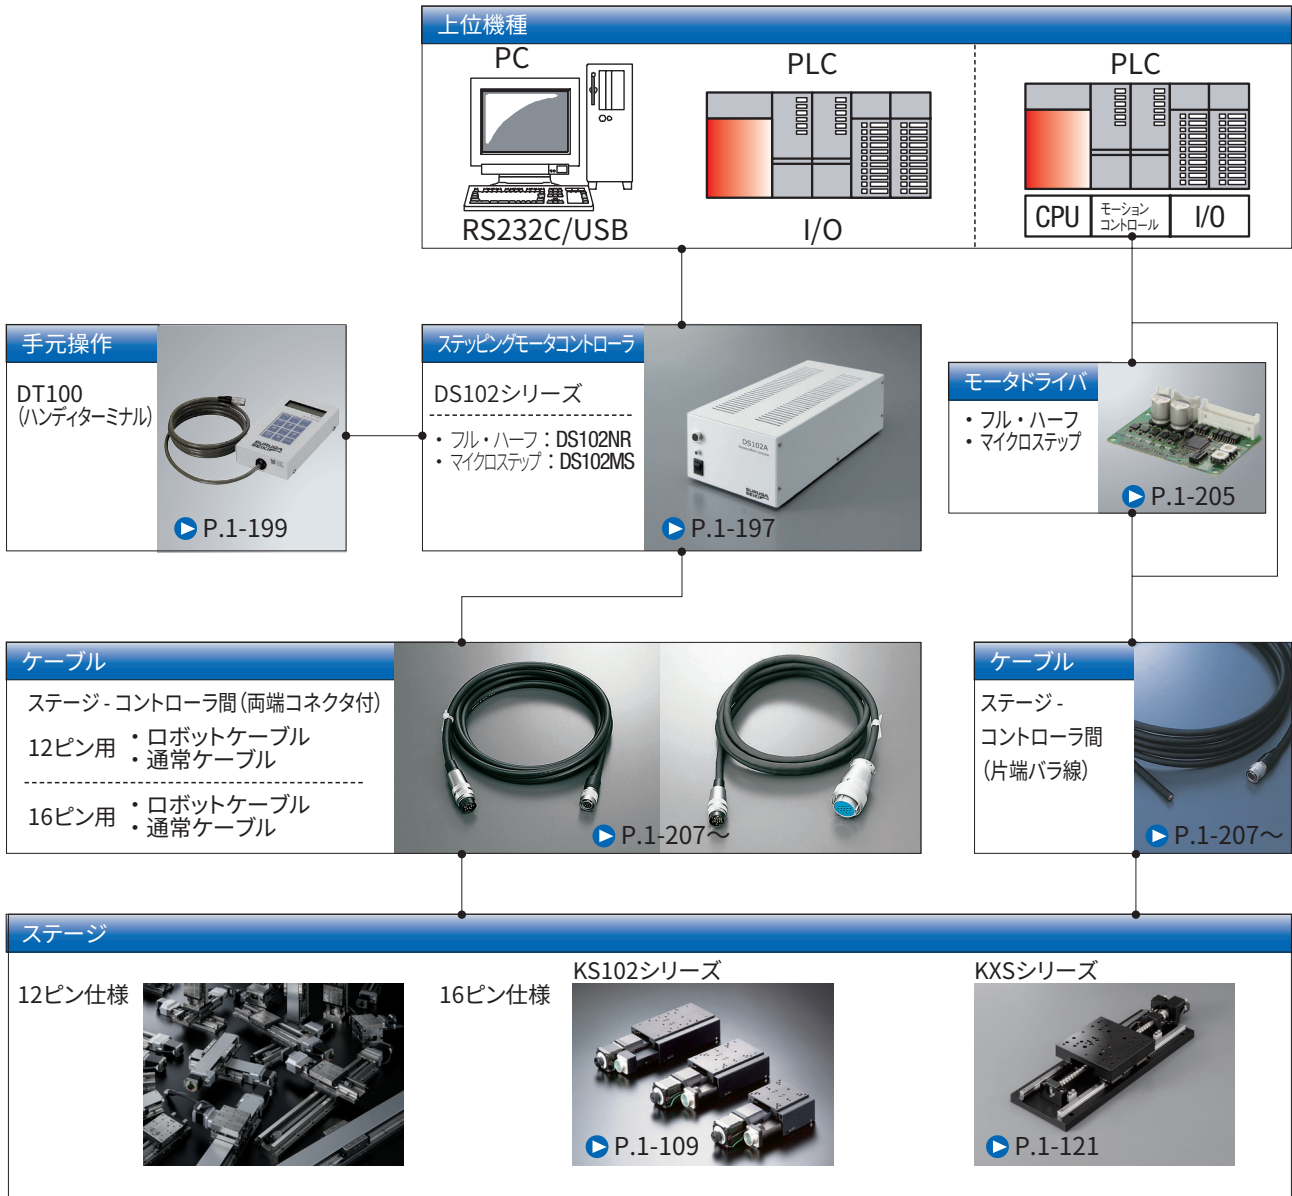 上位機種
PC
PLC
PLC
RS232C/USB
I/O
CPU
モーション
コントロール
I/O
手元操作
DT100
(ハンディターミナル)
P.1-199
ステッピングモータコントローラ
DS102シリーズ
・フル・ハーフ：DS102NR
・マイクロステップ：DS102MS
DS102A
SURUGA
SEIKI
P.1-197
モータドライバ
・フル・ハーフ
・マイクロステップ
P.1-205
ケーブル
ステージ - コントローラ間(両端コネクタ付)
12ピン用
・ロボットケーブル
・通常ケーブル
16ピン用
・ロボットケーブル
・通常ケーブル
P.1-207～
ケーブル
ステージ -
コントローラ間
(片端バラ線)
P.1-207～
ステージ
12ピン仕様
16ピン仕様
KS102シリーズ
P.1-109
KXSシリーズ
P.1-121